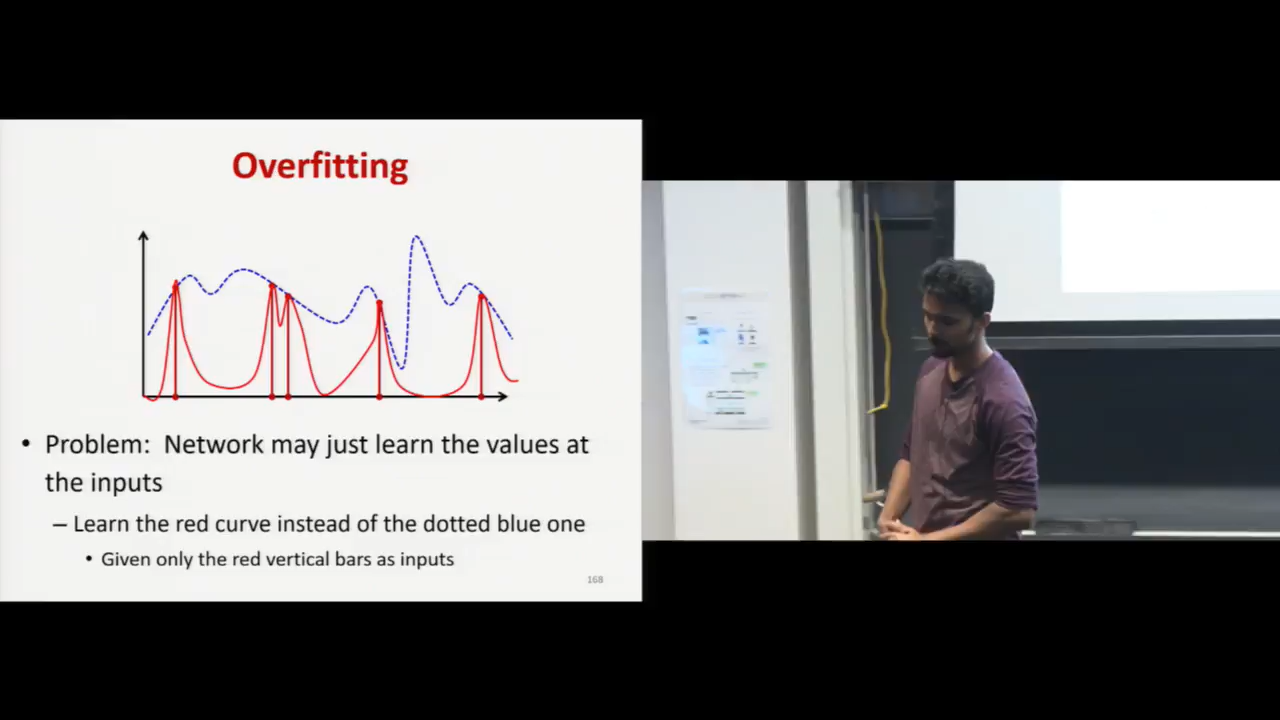 Overfitting
• Problem: Network may just learn the values at
the inputs
– Learn the red curve instead of the dotted blue one
• Given only the red vertical bars as inputs
168